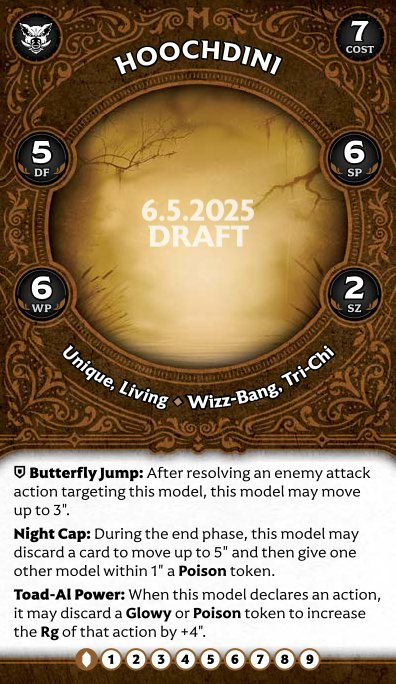 7
COST
HOOCHDINI
5
DF
6
SP
6.5.2025
DRAFT
6
WP
2
SZ
Unique, Living ◆ Wizz-Bang, Tri-Chi
Butterfly Jump: After resolving an enemy attack
action targeting this model, this model may move
up to 3".
Night Cap: During the end phase, this model may
discard a card to move up to 5" and then give one
other model within 1" a Poison token.
Toad-Al Power: When this model declares an action,
it may discard a Glowy or Poison token to increase
the Rg of that action by +4".
1 2 3 4 5 6 7 8 9